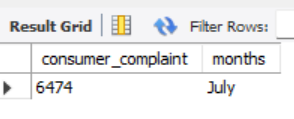 Result Grid Filter Rows:
consumer_complaint months
6474 July